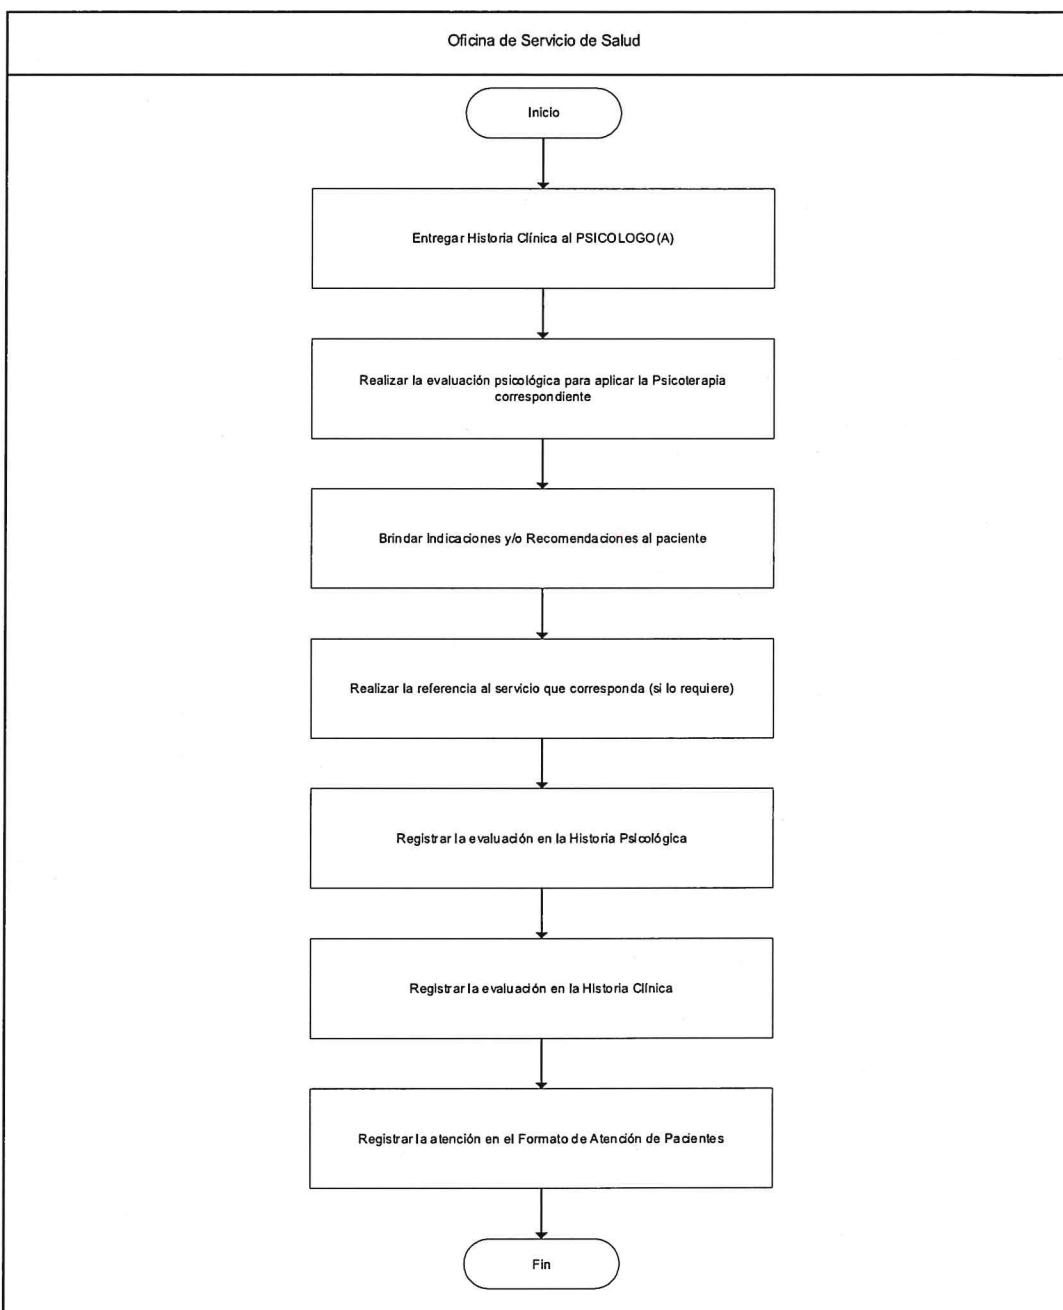 Oficina de Servicio de Salud
Inicio
Entregar Historia Clínica al PSICOLOGO(A)
Realizar la evaluación psicológica para aplicar la Psicoterapia
correspondiente
Brindar Indicaciones y/o Recomendaciones al paciente
Realizar la referencia al servicio que corresponda (si lo requiere)
Registrar la evaluación en la Historia Psicológica
Registrar la evaluación en la Historia Clínica
Registrar la atención en el Formato de Atención de Pacientes
Fin